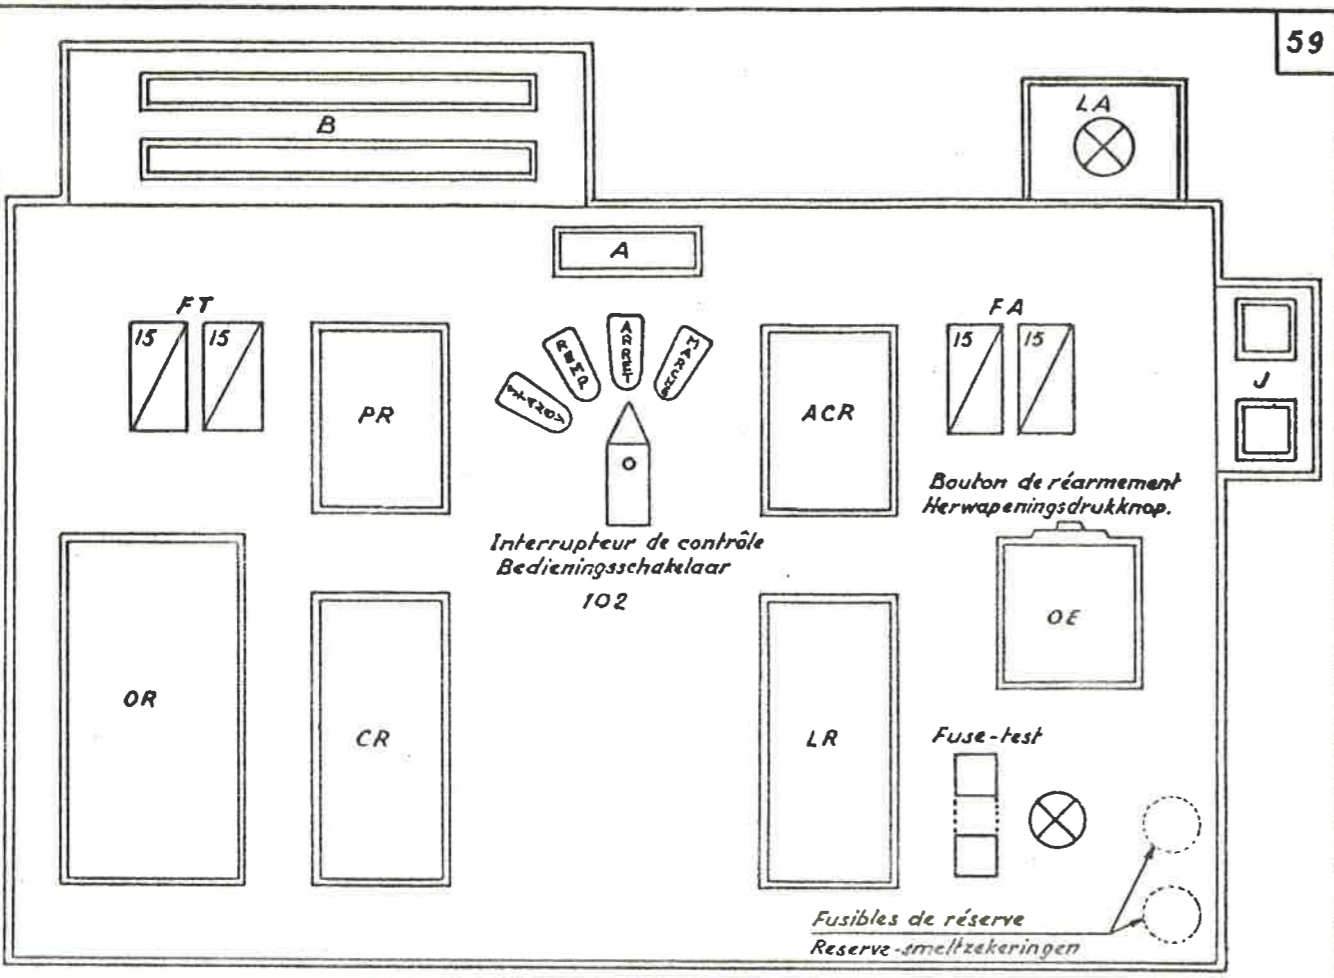 59
B
LA
A
FT
15 15
PR
REMP
ARRET
MARCHE
ACR
FA
15 15
J
Bouton de réarmement
Herwapeningsdrukknop.
Interrupteur de contrôle
Bedieningsschakelaar
102
OE
OR
CR
LR
Fuse-test
Fusibles de réserve
Reserve-smeltzekeringen